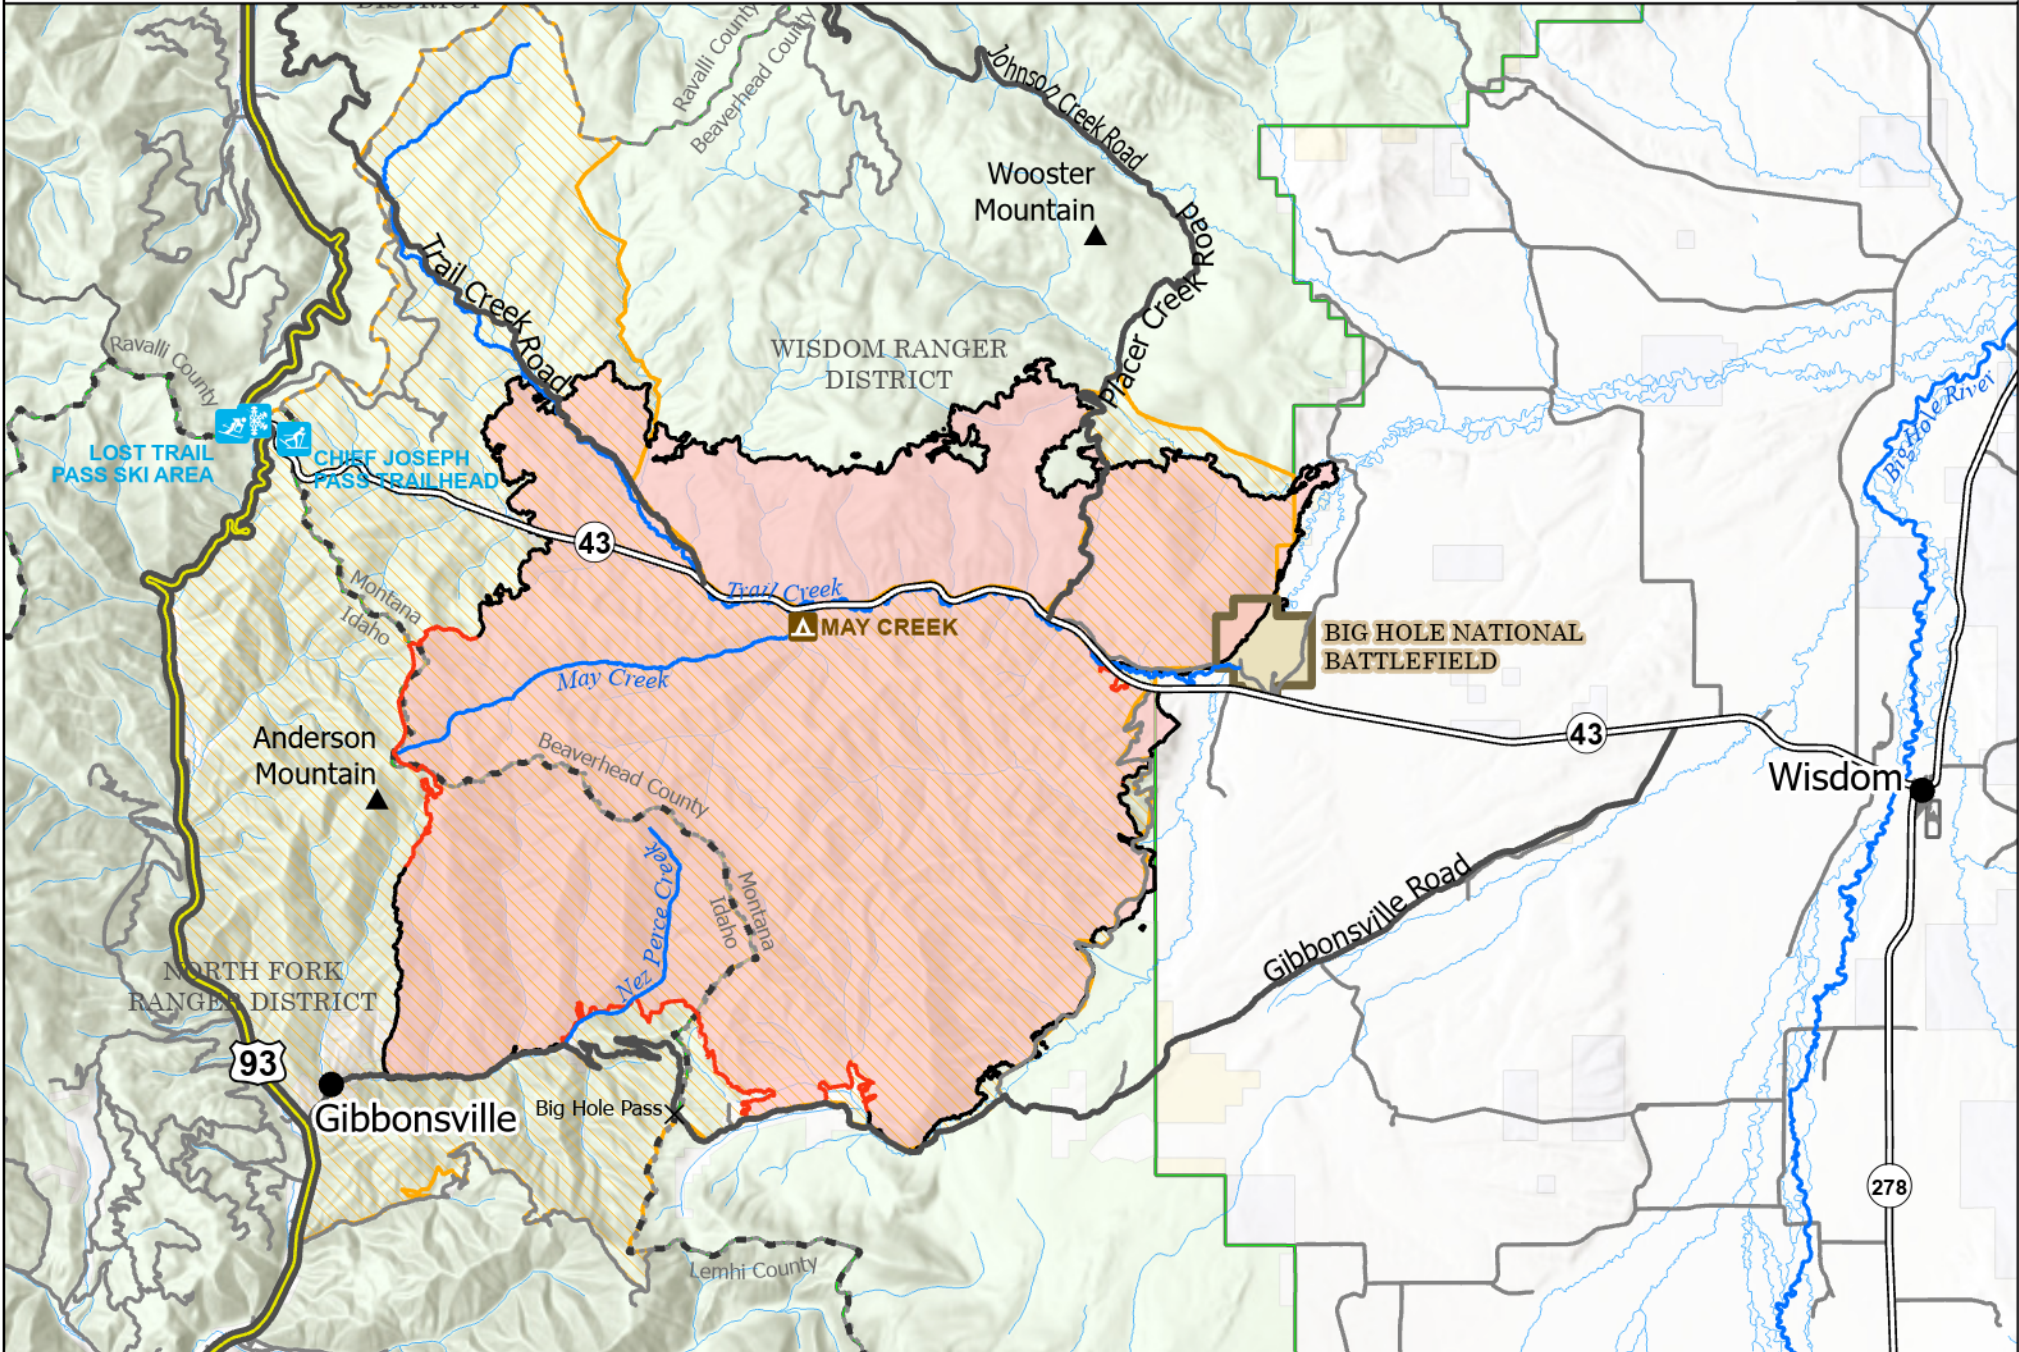 DISTRICT
Ravalli County
Beaverhead County
Johnson Creek Road
Wooster
Mountain
Placer Creek Road
Trail Creek Road
WISDOM RANGER
DISTRICT
Ravalli County
LOST TRAIL
PASS SKI AREA
CHIEF JOSEPH
PASS TRAILHEAD
Big Hole River
43
Montana
Idaho
Trail Creek
MAY CREEK
BIG HOLE NATIONAL
BATTLEFIELD
May Creek
Anderson
Mountain
Beaverhead County
43
Wisdom
Nez Perce Creek
Montana
Idaho
Gibbonsville Road
NORTH FORK
RANGER DISTRICT
93
Gibbonsville
Big Hole Pass
278
Lemhi County